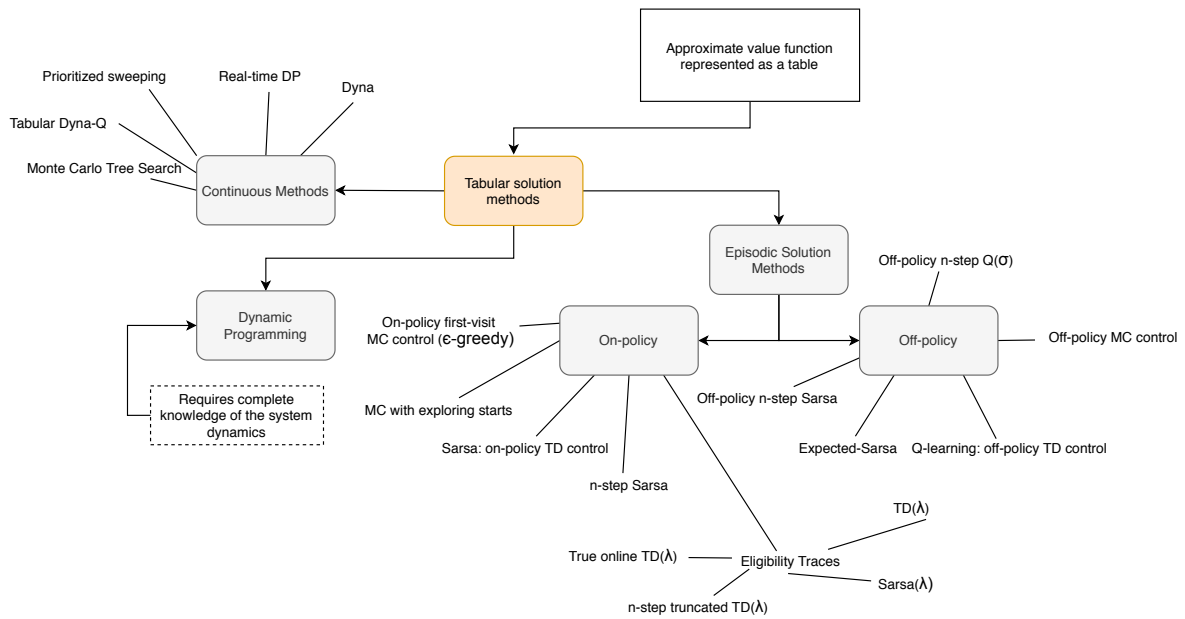 Approximate value function
represented as a table
Prioritized sweeping
Real-time DP
Dyna
Tabular Dyna-Q
Monte Carlo Tree Search
Continuous Methods
Tabular solution
methods
Episodic Solution
Methods
Off-policy n-step Q(σ)
Dynamic
Programming
On-policy first-visit
MC control (ϵ-greedy)
On-policy
Off-policy
Off-policy MC control
Requires complete
knowledge of the system
dynamics
MC with exploring starts
Off-policy n-step Sarsa
Sarsa: on-policy TD control
Expected-Sarsa
Q-learning: off-policy TD control
n-step Sarsa
TD(λ)
True online TD(λ)
Eligibility Traces
Sarsa(λ)
n-step truncated TD(λ)